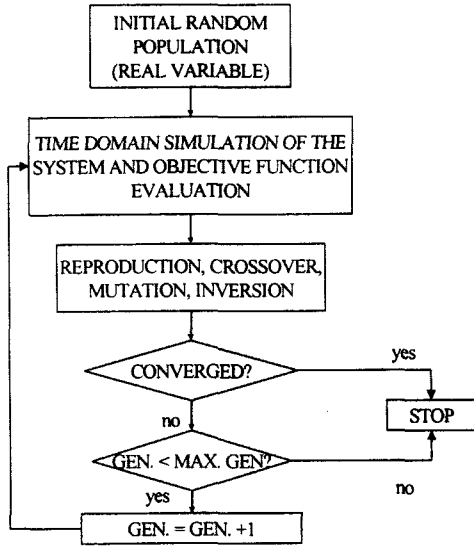 INITIAL RANDOM
POPULATION
(REAL VARIABLE)
TIME DOMAIN SIMULATION OF THE
SYSTEM AND OBJECTIVE FUNCTION
EVALUATION
REPRODUCTION, CROSSOVER,
MUTATION, INVERSION
CONVERGED?
yes
STOP
no
GEN. < MAX. GEN?
no
yes
GEN. = GEN. +1